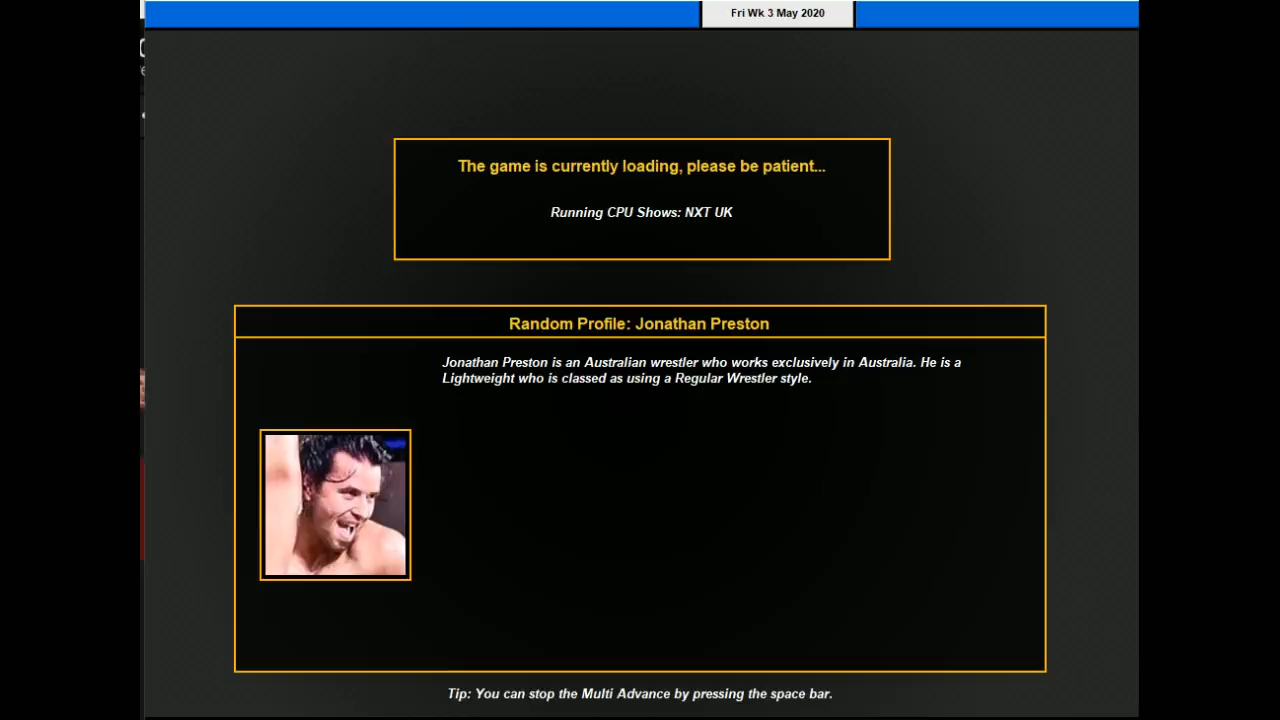 Fri Wk 3 May 2020
The game is currently loading, please be patient...
Running CPU Shows: NXT UK
Random Profile: Jonathan Preston
Jonathan Preston is an Australian wrestler who works exclusively in Australia. He is a
Lightweight who is classed as using a Regular Wrestler style.
Tip: You can stop the Multi Advance by pressing the space bar.